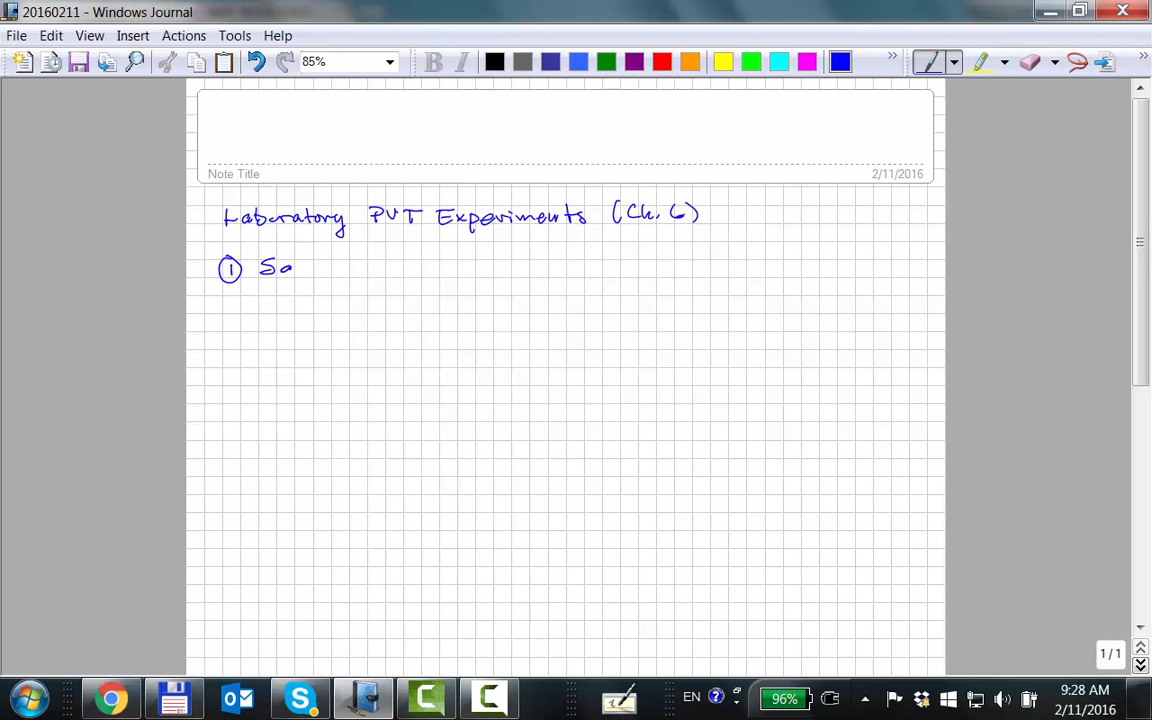 20160211 - Windows Journal
File Edit View Insert Actions Tools Help
85% B I
Note Title 2/11/2016
Laboratory PVT Experiments (Ch. 6)
① Sa
1 / 1
EN 96% 9:28 AM
2/11/2016